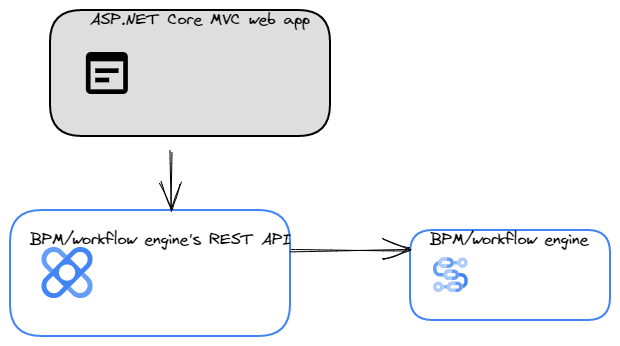 ASP.NET Core MVC web app
BPM/workflow engine's REST API
BPM/workflow engine